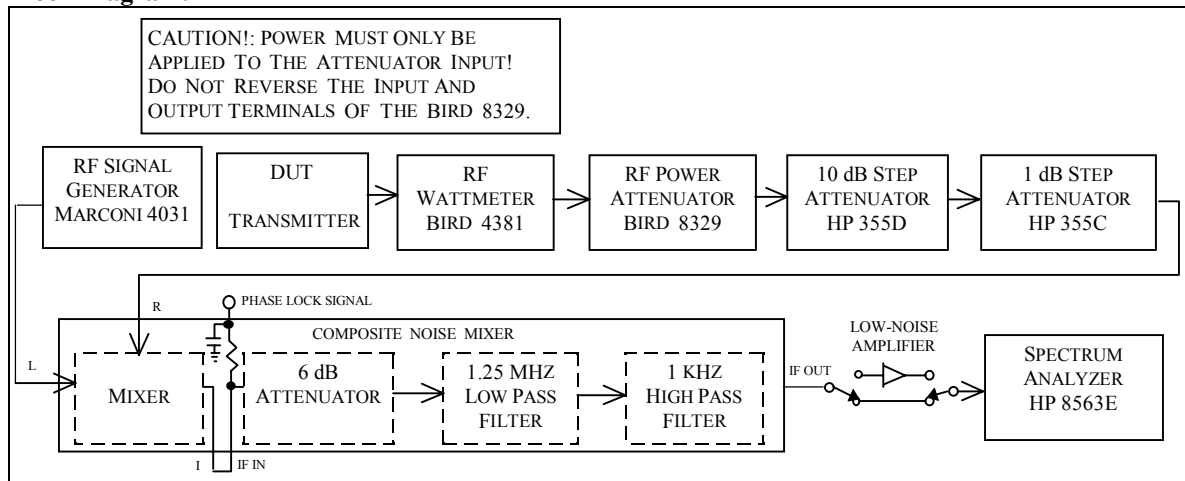 CAUTION!: POWER MUST ONLY BE
APPLIED TO THE ATTENUATOR INPUT!
DO NOT REVERSE THE INPUT AND
OUTPUT TERMINALS OF THE BIRD 8329.
RF SIGNAL
GENERATOR
MARCONI 4031
DUT
TRANSMITTER
RF
WATTMETER
BIRD 4381
RF POWER
ATTENUATOR
BIRD 8329
10 dB STEP
ATTENUATOR
HP 355D
1 dB STEP
ATTENUATOR
HP 355C
R
PHASE LOCK SIGNAL
COMPOSITE NOISE MIXER
L
MIXER
6 dB
ATTENUATOR
1.25 MHZ
LOW PASS
FILTER
1 KHZ
HIGH PASS
FILTER
IF OUT
LOW-NOISE
AMPLIFIER
SPECTRUM
ANALYZER
HP 8563E
I
IF IN